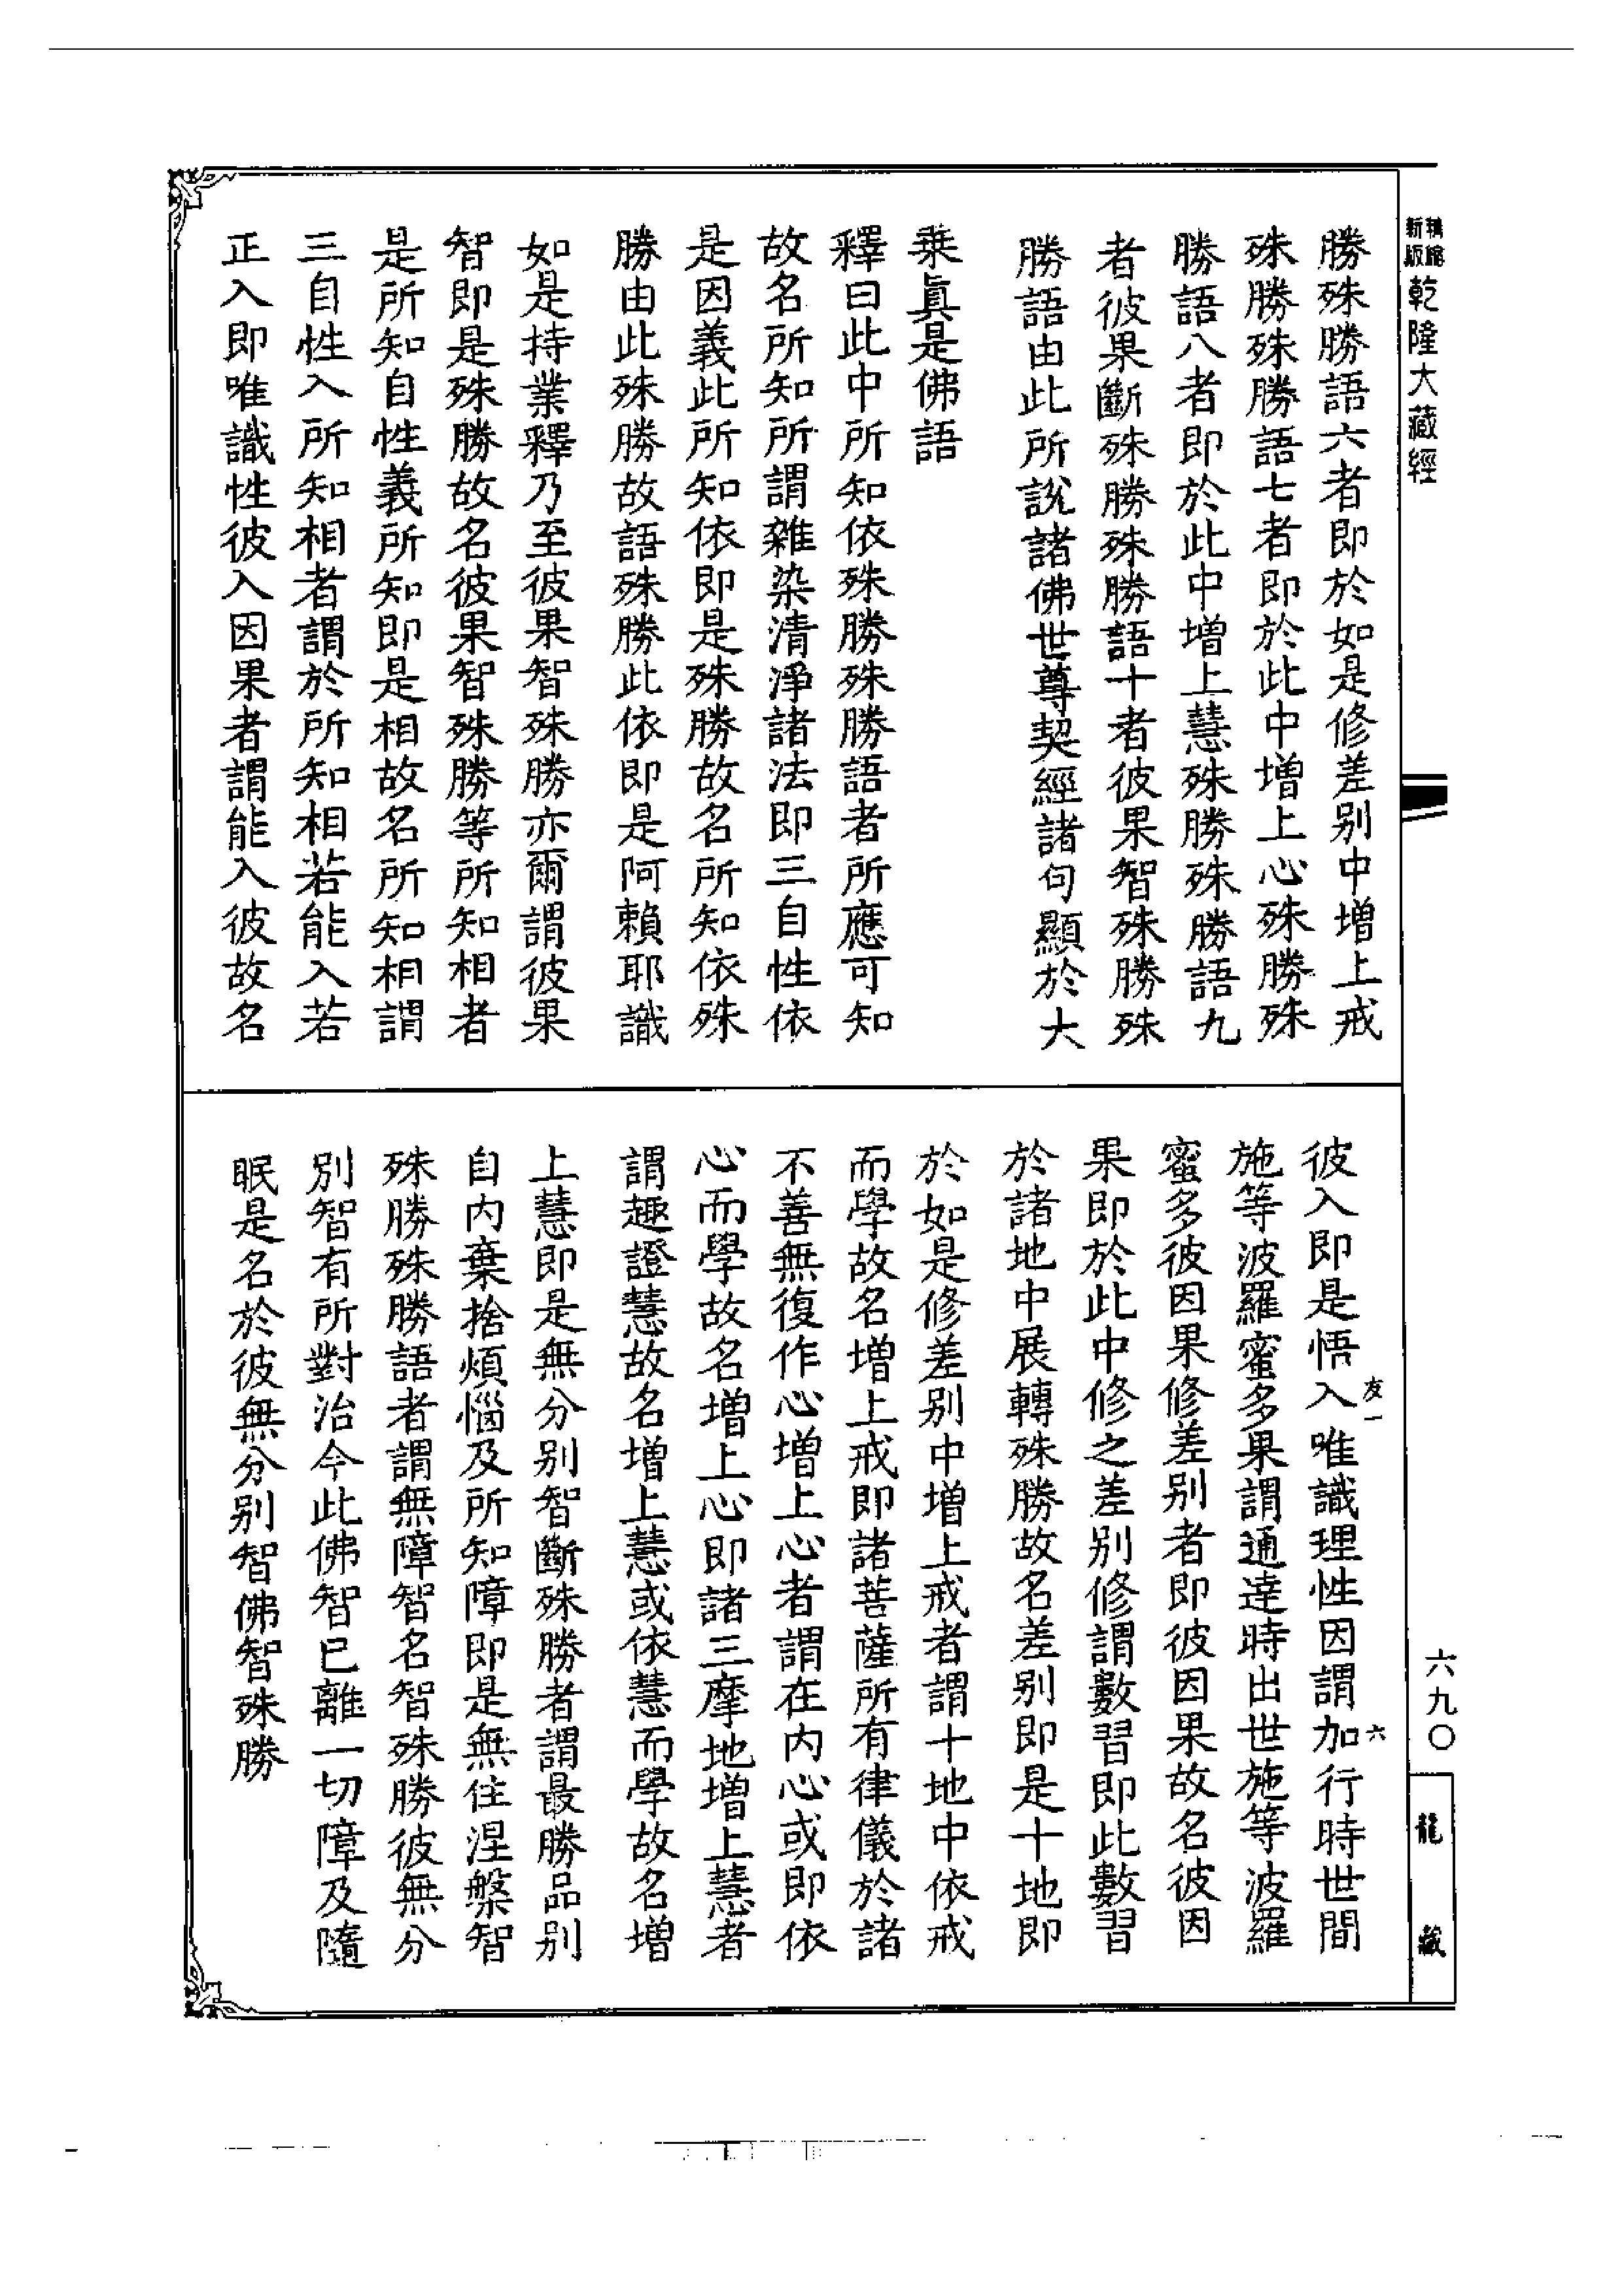 新版
輯縮
乾隆大藏經
勝殊勝語六者即於如是修差别中增上戒
殊勝殊勝語七者即於此中增上心殊勝殊
勝語八者即於此中增上慧殊勝殊勝語九
者彼果斷殊勝殊勝語十者彼果智殊勝殊
勝語由此所說諸佛世尊契經諸句顯於大
乗眞是佛語
釋曰此中所知依殊勝殊勝語者所應可知
故名所知所謂雜染清淨諸法即三自性依
是因義此所知依即是殊勝故名所知依殊
勝由此殊勝故語殊勝此依即是阿賴耶識
如是持業釋乃至彼果智殊勝亦爾謂彼果
智即是殊勝故名彼果智殊勝等所知相者
是所知自性義所知即是相故名所知相謂
三自性入所知相者謂於所知相若能入若
正入即唯識性彼入因果者謂能入彼故名
彼入即是悟入唯識理性因謂加行時世間
施等波羅蜜多果謂通達時出世施等波羅
蜜多彼因果修差别者即彼因果故名彼因
果即於此中修之差别修謂數習即此數習
於諸地中展轉殊勝故名差别即是十地即
於如是修差别中增上戒者謂十地中依戒
而學故名增上戒即諸菩薩所有律儀於諸
不善無復作心增上心者謂在内心或即依
心而學故名增上心即諸三摩地增上慧者
謂趣證慧故名增上慧或依慧而學故名增
上慧即是無分别智斷殊勝者謂最勝品别
自内棄捨煩惱及所知障即是無住涅槃智
殊勝殊勝語者謂無障智名智殊勝彼無分
别智有所對治今此佛智已離一切障及隨
眠是名於彼無分别智佛智殊勝
友一
六
六九〇
龍藏